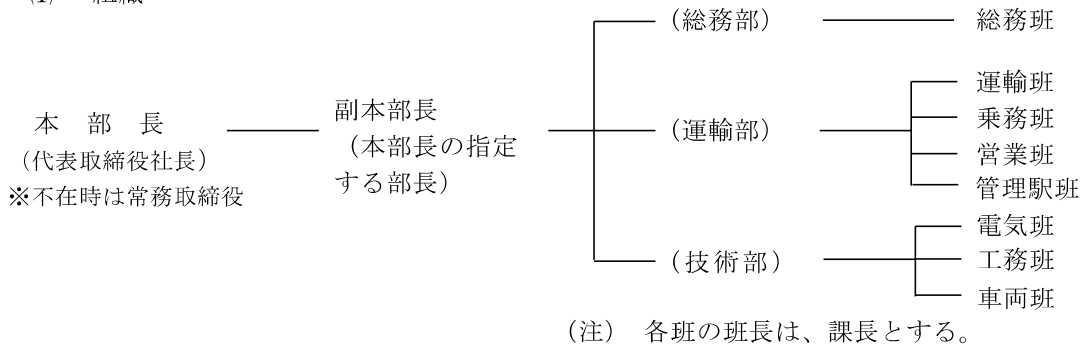 (1) 組織
本　部　長
（代表取締役社長）
※不在時は常務取締役
副本部長
（本部長の指定
する部長）
（総務部）
総務班
（運輸部）
運輸班
乗務班
営業班
管理駅班
（技術部）
電気班
工務班
車両班
（注）　各班の班長は、課長とする。